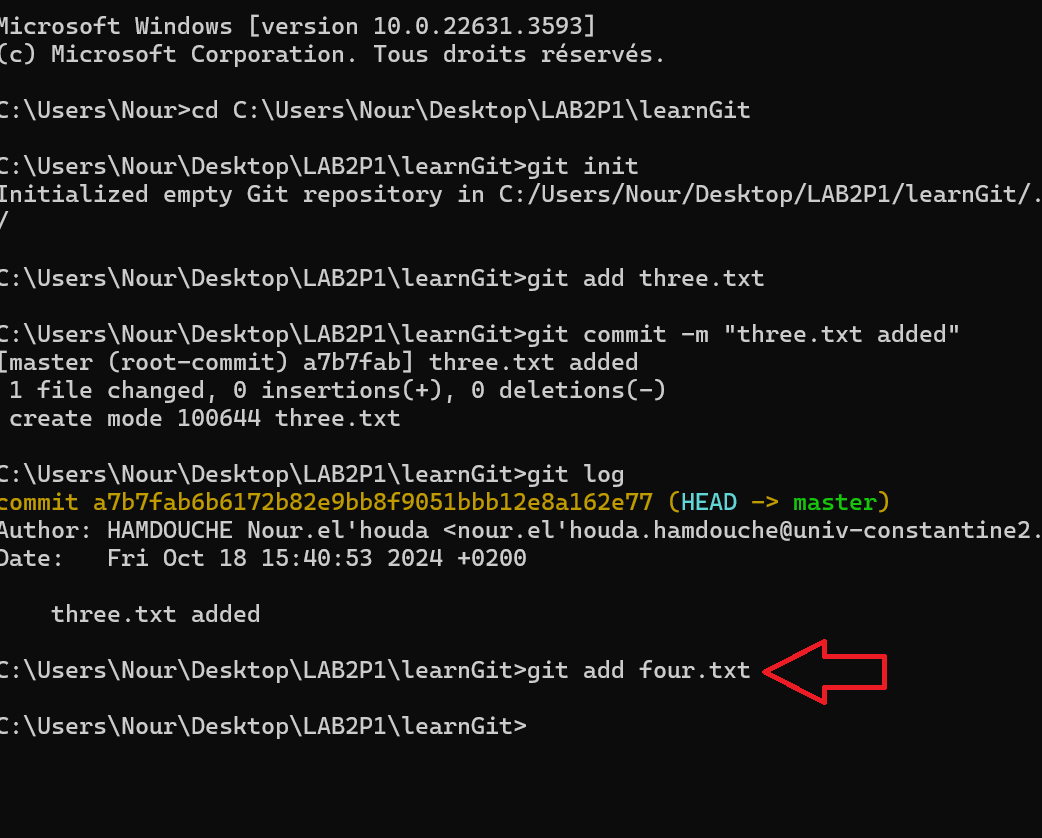 Microsoft Windows [version 10.0.22631.3593]
(c) Microsoft Corporation. Tous droits réservés.
C:\Users\Nour>cd C:\Users\Nour\Desktop\LAB2P1\learnGit
C:\Users\Nour\Desktop\LAB2P1\learnGit>git init
Initialized empty Git repository in C:/Users/Nour/Desktop/LAB2P1/learnGit/.
/
C:\Users\Nour\Desktop\LAB2P1\learnGit>git add three.txt
C:\Users\Nour\Desktop\LAB2P1\learnGit>git commit -m "three.txt added"
[master (root-commit) a7b7fab] three.txt added
1 file changed, 0 insertions(+), 0 deletions(-)
create mode 100644 three.txt
C:\Users\Nour\Desktop\LAB2P1\learnGit>git log
commit a7b7fab6b6172b82e9bb8f9051bbb12e8a162e77 (HEAD -> master)
Author: HAMDOUCHE Nour.el'houda <nour.el'houda.hamdouche@univ-constantine2.
Date:   Fri Oct 18 15:40:53 2024 +0200
three.txt added
C:\Users\Nour\Desktop\LAB2P1\learnGit>git add four.txt
C:\Users\Nour\Desktop\LAB2P1\learnGit>